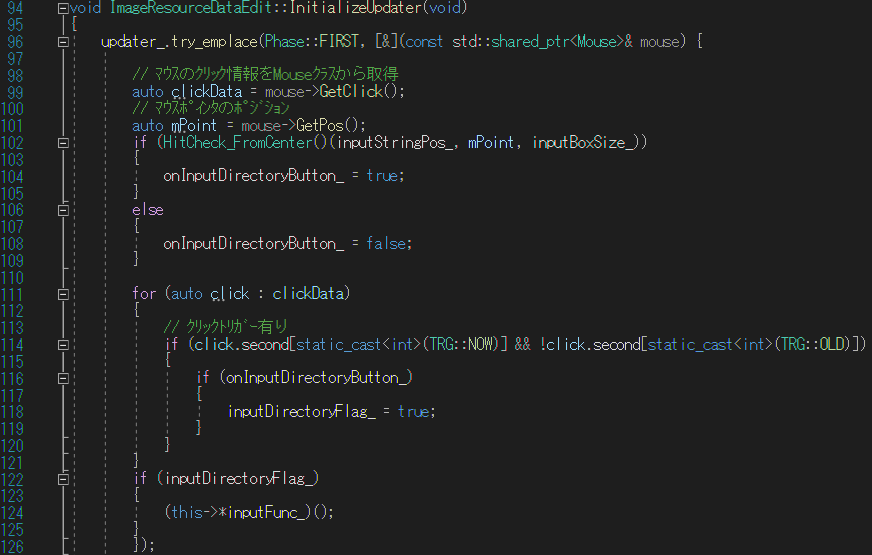 94 void ImageResourceDataEdit::InitializeUpdater(void)
95 {
96 updater_.try_emplace(Phase::FIRST, [&](const std::shared_ptr<Mouse>& mouse) {
97
98 // ﾏｳｽのｸﾘｯｸ情報をMouseｸﾗｽから取得
99 auto clickData = mouse->GetClick();
100 // ﾏｳｽﾎﾟｲﾝﾀのﾎﾟｼﾞｼｮﾝ
101 auto mPoint = mouse->GetPos();
102 if (HitCheck_FromCenter()(inputStringPos_, mPoint, inputBoxSize_))
103 {
104 onInputDirectoryButton_ = true;
105 }
106 else
107 {
108 onInputDirectoryButton_ = false;
109 }
110
111 for (auto click : clickData)
112 {
113 // ｸﾘｯｸﾄﾘｶﾞｰ有り
114 if (click.second[static_cast<int>(TRG::NOW)] && !click.second[static_cast<int>(TRG::OLD)])
115 {
116 if (onInputDirectoryButton_)
117 {
118 inputDirectoryFlag_ = true;
119 }
120 }
121 }
122 if (inputDirectoryFlag_)
123 {
124 (this->*inputFunc_)();
125 }
126 });